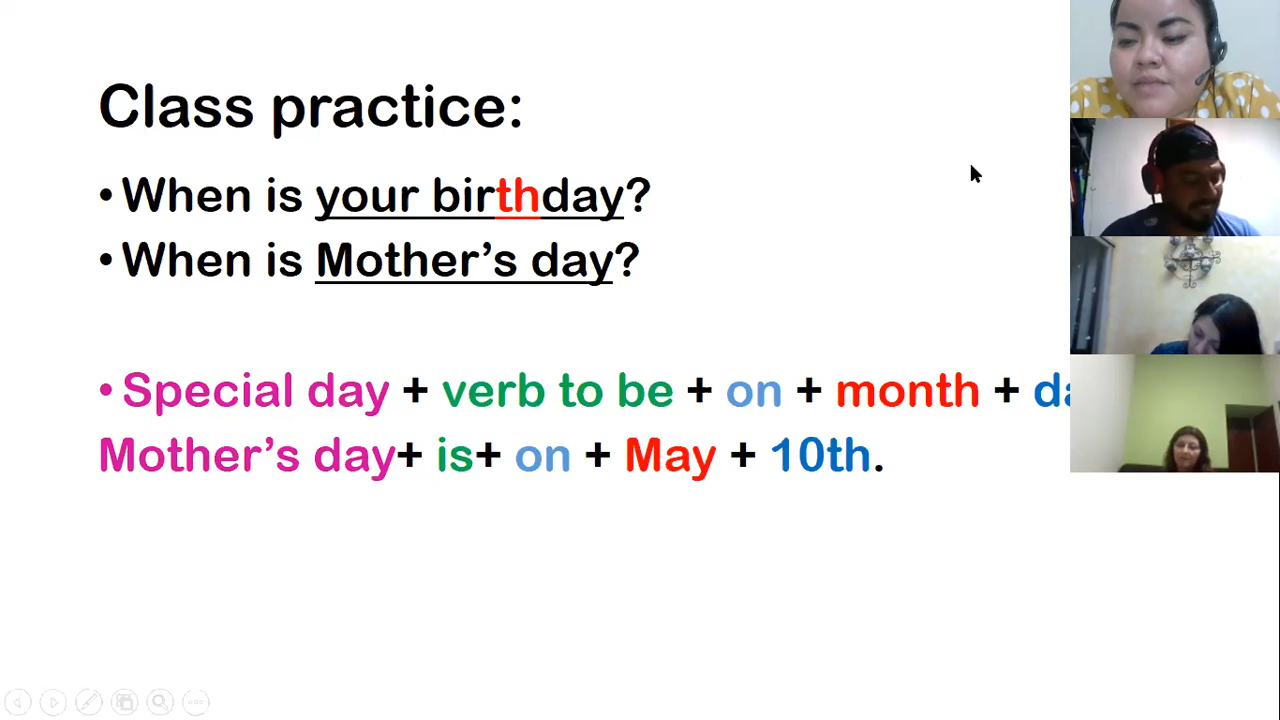 Class practice:
• When is your birthday?
• When is Mother’s day?
• Special day + verb to be + on + month + da
Mother’s day+ is+ on + May + 10th.